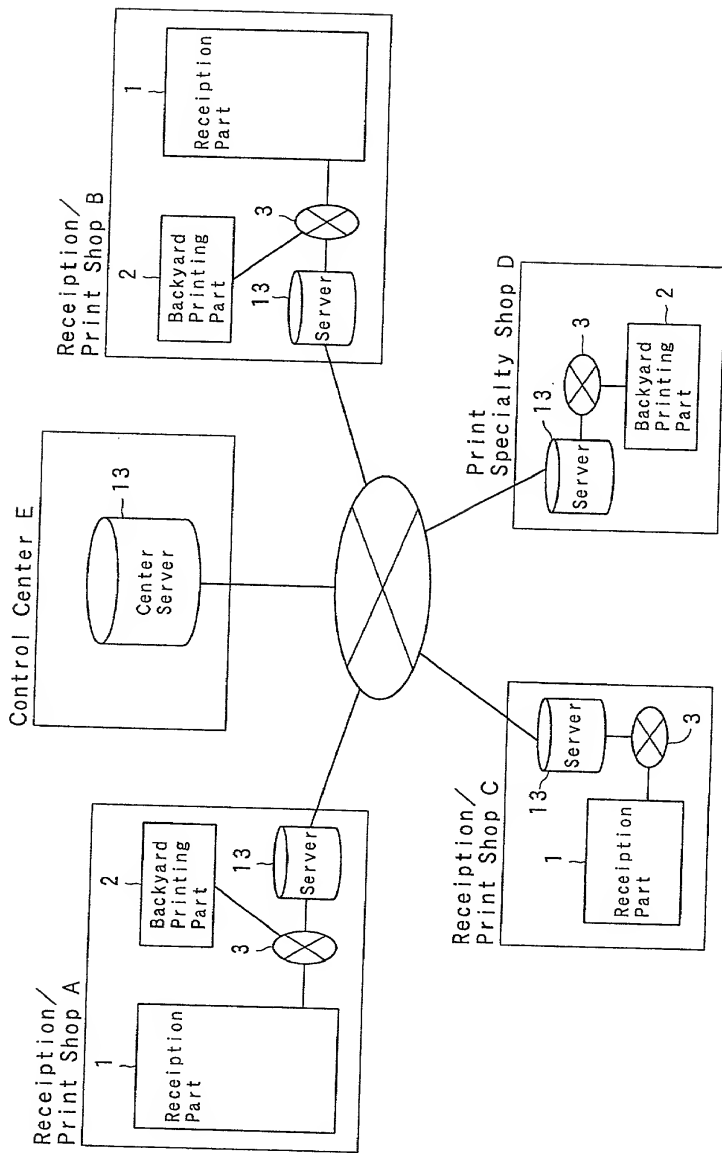 Receiption/
Print Shop A
1
Receiption
Part
2
Backyard
Printing
Part
3
13
Server
Control Center E
13
Center
Server
Receiption/
Print Shop B
1
Receiption
Part
2
Backyard
Printing
Part
3
13
Server
Receiption/
Print Shop C
1
Receiption
Part
13
Server
3
Print
Specialty Shop D
13
Server
3
2
Backyard
Printing
Part